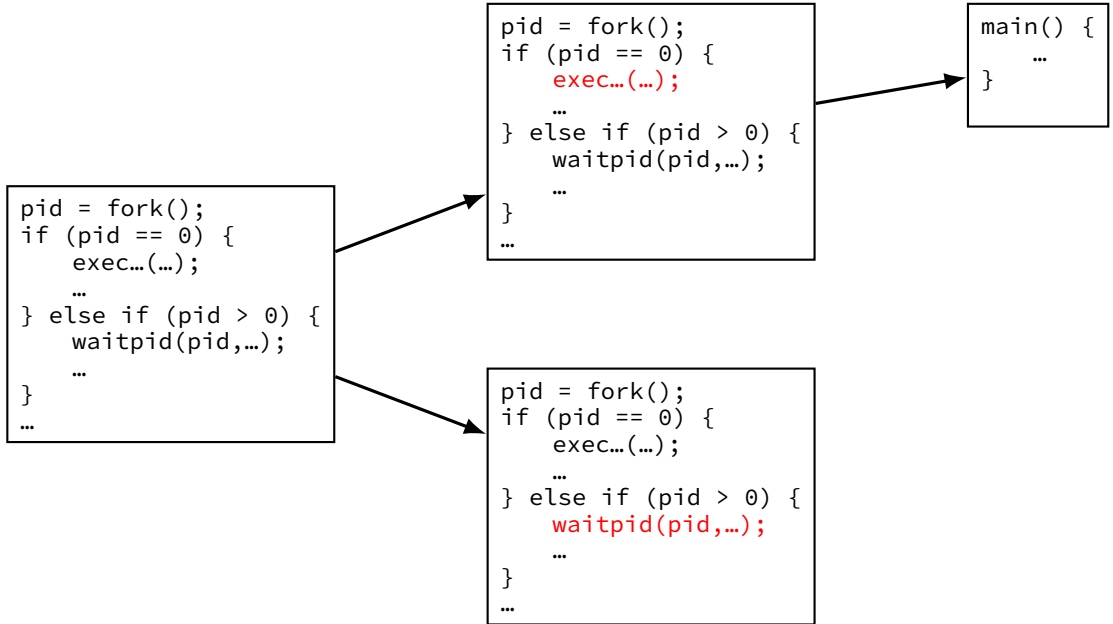 pid = fork();
if (pid == 0) {
    exec…(…);
    …
} else if (pid > 0) {
    waitpid(pid,…);
    …
}
…
pid = fork();
if (pid == 0) {
    exec…(…);
    …
} else if (pid > 0) {
    waitpid(pid,…);
    …
}
…
main() {
    …
}
pid = fork();
if (pid == 0) {
    exec…(…);
    …
} else if (pid > 0) {
    waitpid(pid,…);
    …
}
…